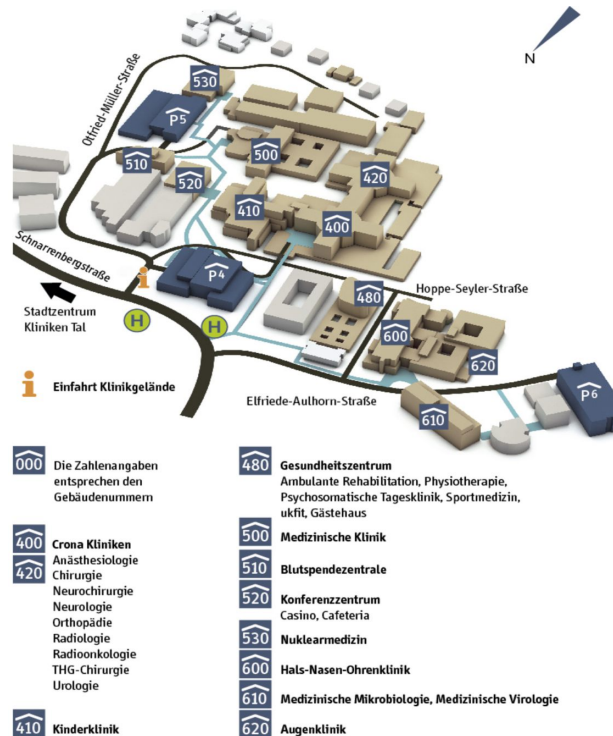 N
530
Otfried-Müller-Straße
P5
510
500
520
420
410
400
Schnarrenbergstraße
i
P4
Hoppe-Seyler-Straße
480
Stadtzentrum
Kliniken Tal
H
H
600
620
P6
i Einfahrt Klinikgelände
Elfriede-Aulhorn-Straße
610
000 Die Zahlenangaben
entsprechen den
Gebäudenummern
400 Crona Kliniken
420 Anästhesiologie
Chirurgie
Neurochirurgie
Neurologie
Orthopädie
Radiologie
Radioonkologie
THG-Chirurgie
Urologie
410 Kinderklinik
480 Gesundheitszentrum
Ambulante Rehabilitation, Physiotherapie,
Psychosomatische Tagesklinik, Sportmedizin,
ukfit, Gästehaus
500 Medizinische Klinik
510 Blutspendezentrale
520 Konferenzzentrum
Casino, Cafeteria
530 Nuklearmedizin
600 Hals-Nasen-Ohrenklinik
610 Medizinische Mikrobiologie, Medizinische Virologie
620 Augenklinik